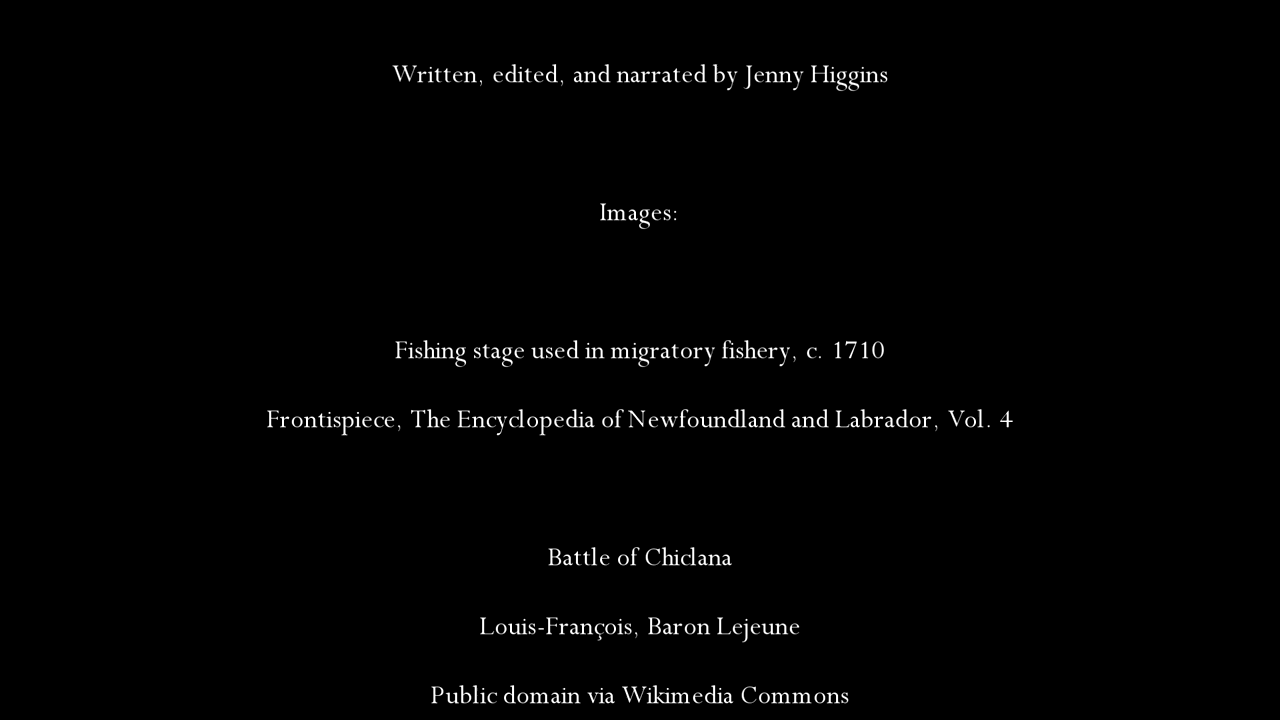 Written, edited, and narrated by Jenny Higgins
Images:
Fishing stage used in migratory fishery, c. 1710
Frontispiece, The Encyclopedia of Newfoundland and Labrador, Vol. 4
Battle of Chiclana
Louis-François, Baron Lejeune
Public domain via Wikimedia Commons